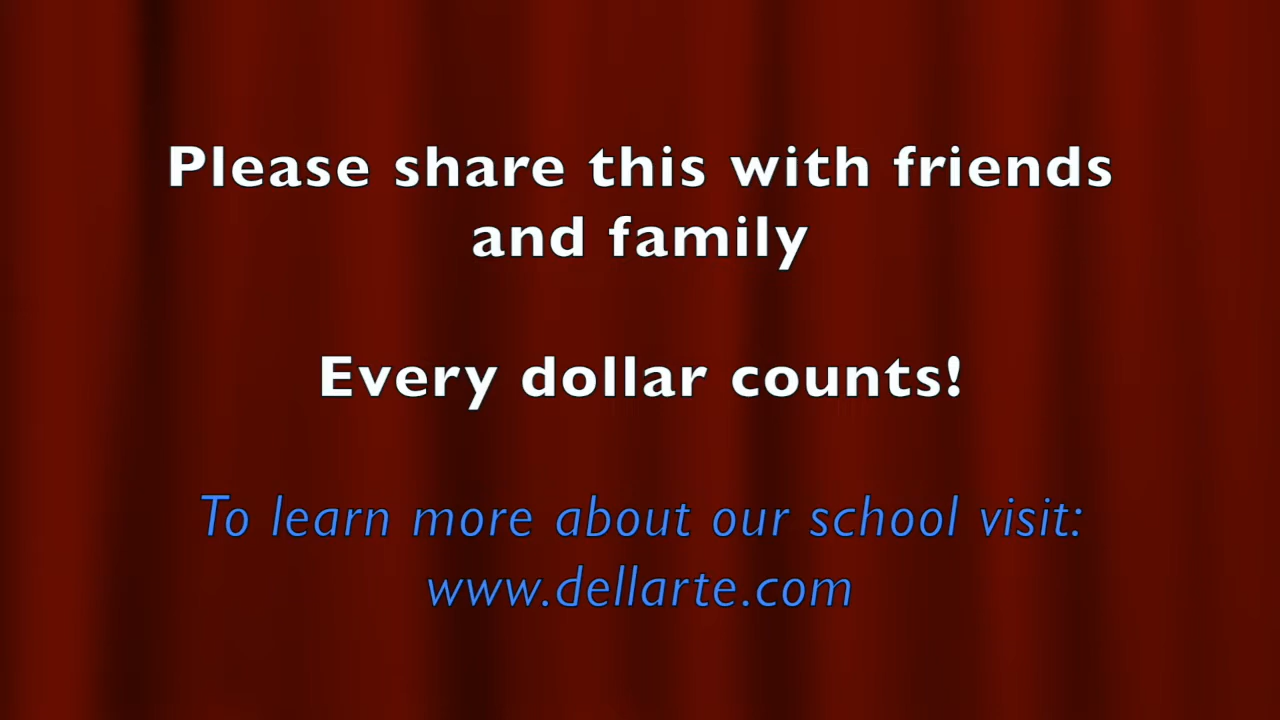 Please share this with friends
and family
Every dollar counts!
To learn more about our school visit:
www.dellarte.com